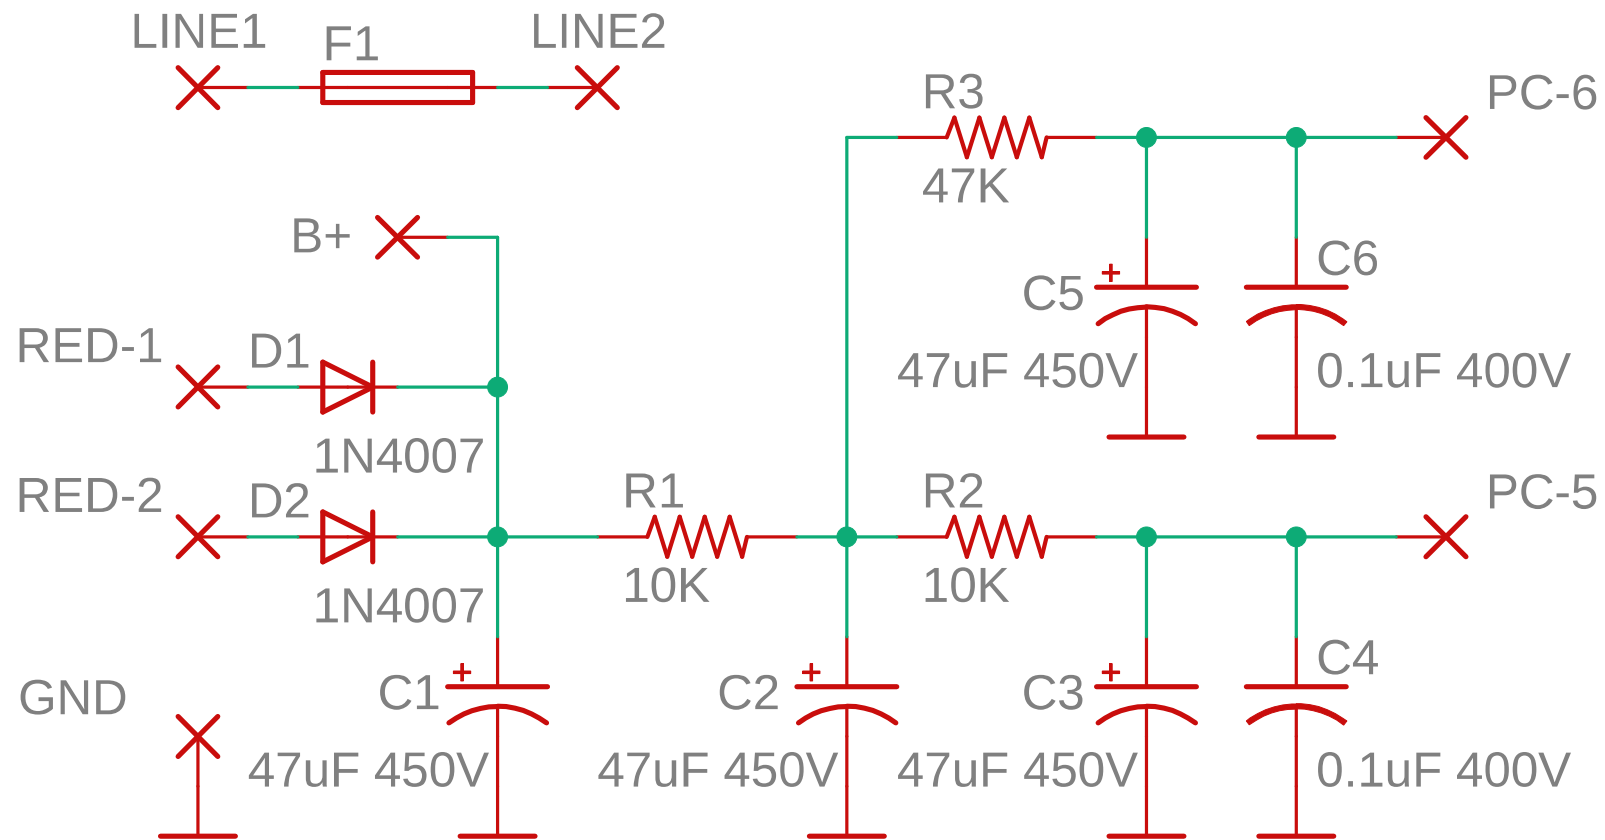 LINE1
F1
LINE2
R3
PC-6
47K
B+
C6
+
C5
RED-1
D1
47uF 450V
0.1uF 400V
1N4007
RED-2
D2
R1
R2
PC-5
10K
10K
1N4007
C4
GND
+
C1
+
C2
+
C3
47uF 450V
47uF 450V
47uF 450V
0.1uF 400V